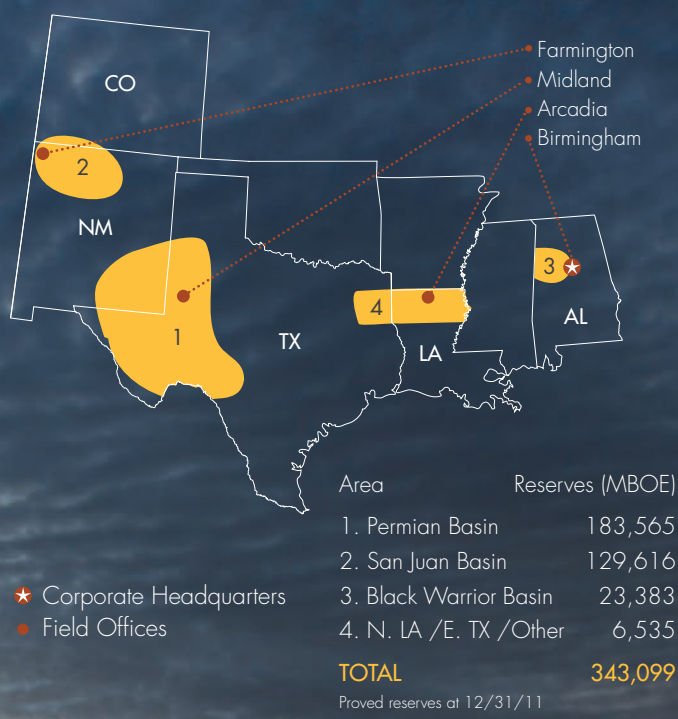 Farmington
Midland
Arcadia
Birmingham
CO
2
NM
3
AL
4
1
TX
LA
Area Reserves (MBOE)
1. Permian Basin 183,565
2. San Juan Basin 129,616
3. Black Warrior Basin 23,383
4. N. LA /E. TX /Other 6,535
TOTAL 343,099
Proved reserves at 12/31/11
Corporate Headquarters
Field Offices